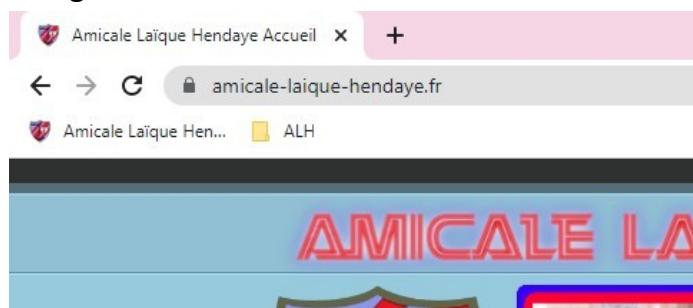 Amicale Laïque Hendaye Accueil
amicale-laique-hendaye.fr
Amicale Laïque Hen... ALH
AMICALE LA